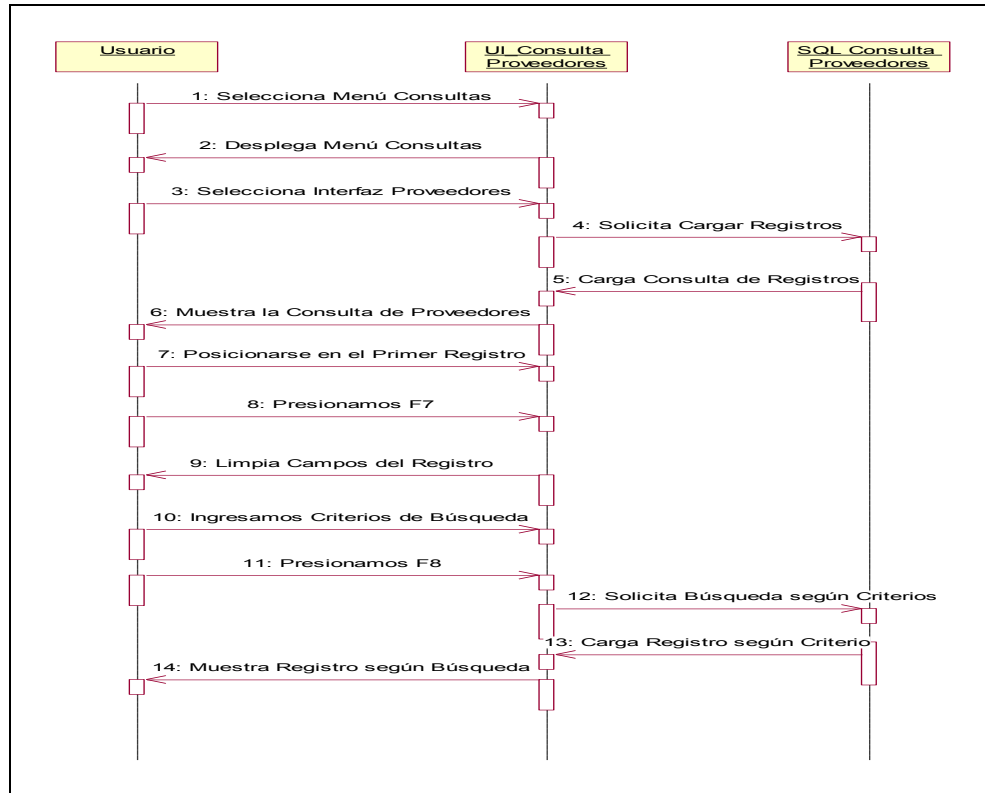 Usuario
UI_Consulta
Proveedores
SQL_Consulta
Proveedores
1: Selecciona Menú Consultas
2: Desplega Menú Consultas
3: Selecciona Interfaz Proveedores
4: Solicita Cargar Registros
5: Carga Consulta de Registros
6: Muestra la Consulta de Proveedores
7: Posicionarse en el Primer Registro
8: Presionamos F7
9: Limpia Campos del Registro
10: Ingresamos Criterios de Búsqueda
11: Presionamos F8
12: Solicita Búsqueda según Criterios
13: Carga Registro según Criterio
14: Muestra Registro según Búsqueda